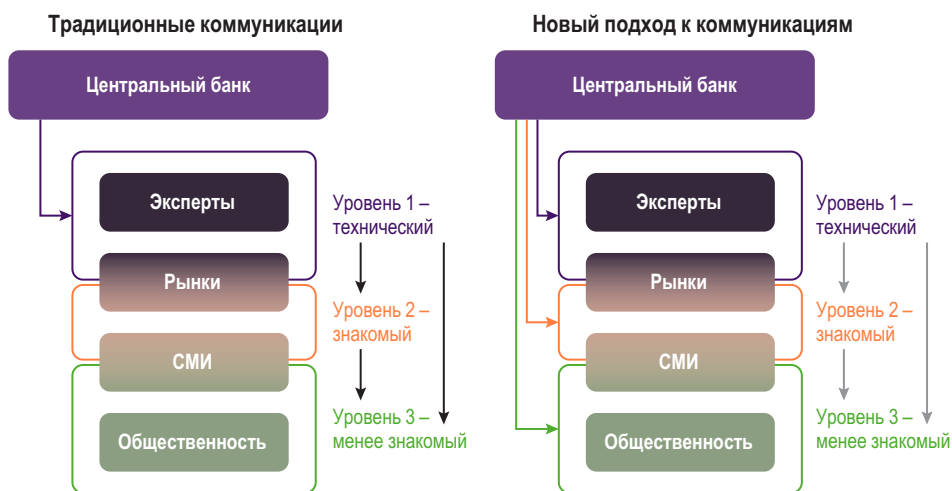 Традиционные коммуникации
Центральный банк
Эксперты
Рынки
СМИ
Общественность
Уровень 1 –
технический
Уровень 2 –
знакомый
Уровень 3 –
менее знакомый
Новый подход к коммуникациям
Центральный банк
Эксперты
Рынки
СМИ
Общественность
Уровень 1 –
технический
Уровень 2 –
знакомый
Уровень 3 –
менее знакомый